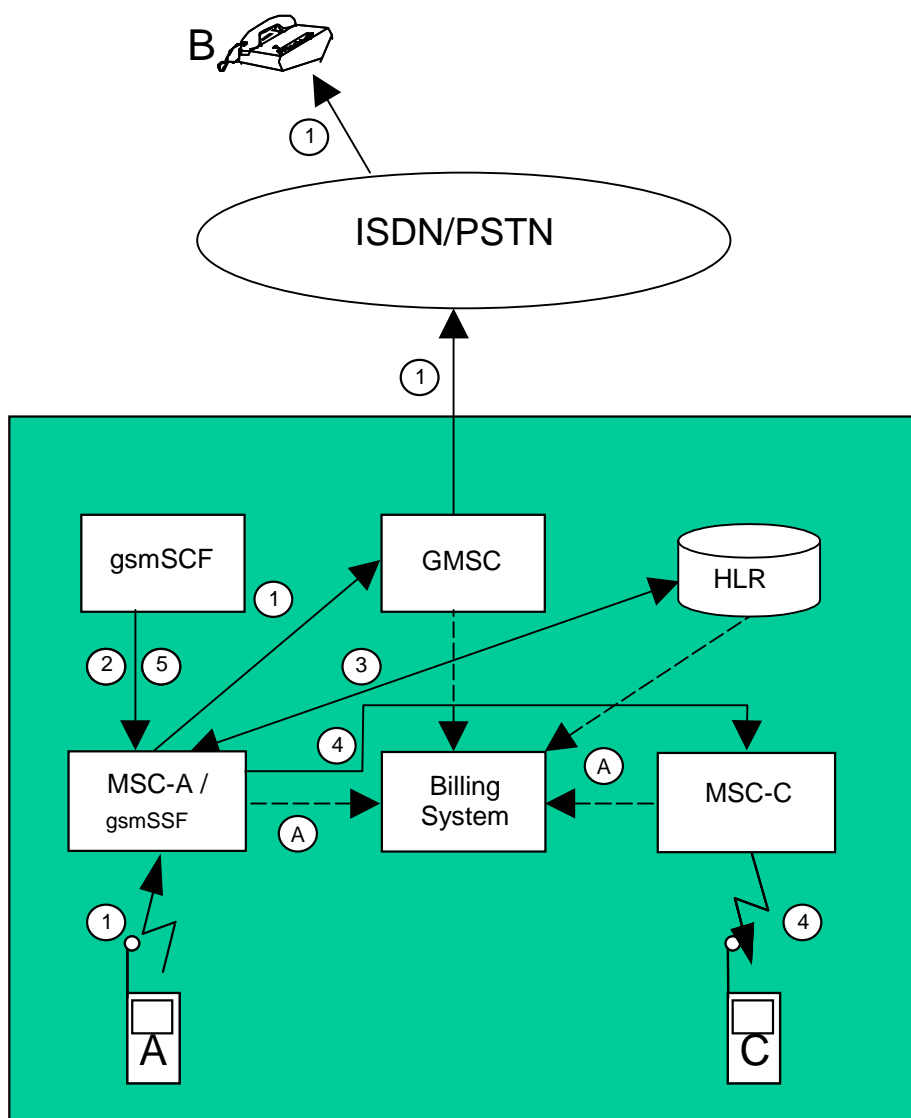 B
1
ISDN/PSTN
1
gsmSCF
GMSC
HLR
1
2
5
3
4
A
MSC-A /
gsmSSF
Billing
System
MSC-C
A
1
4
A
C